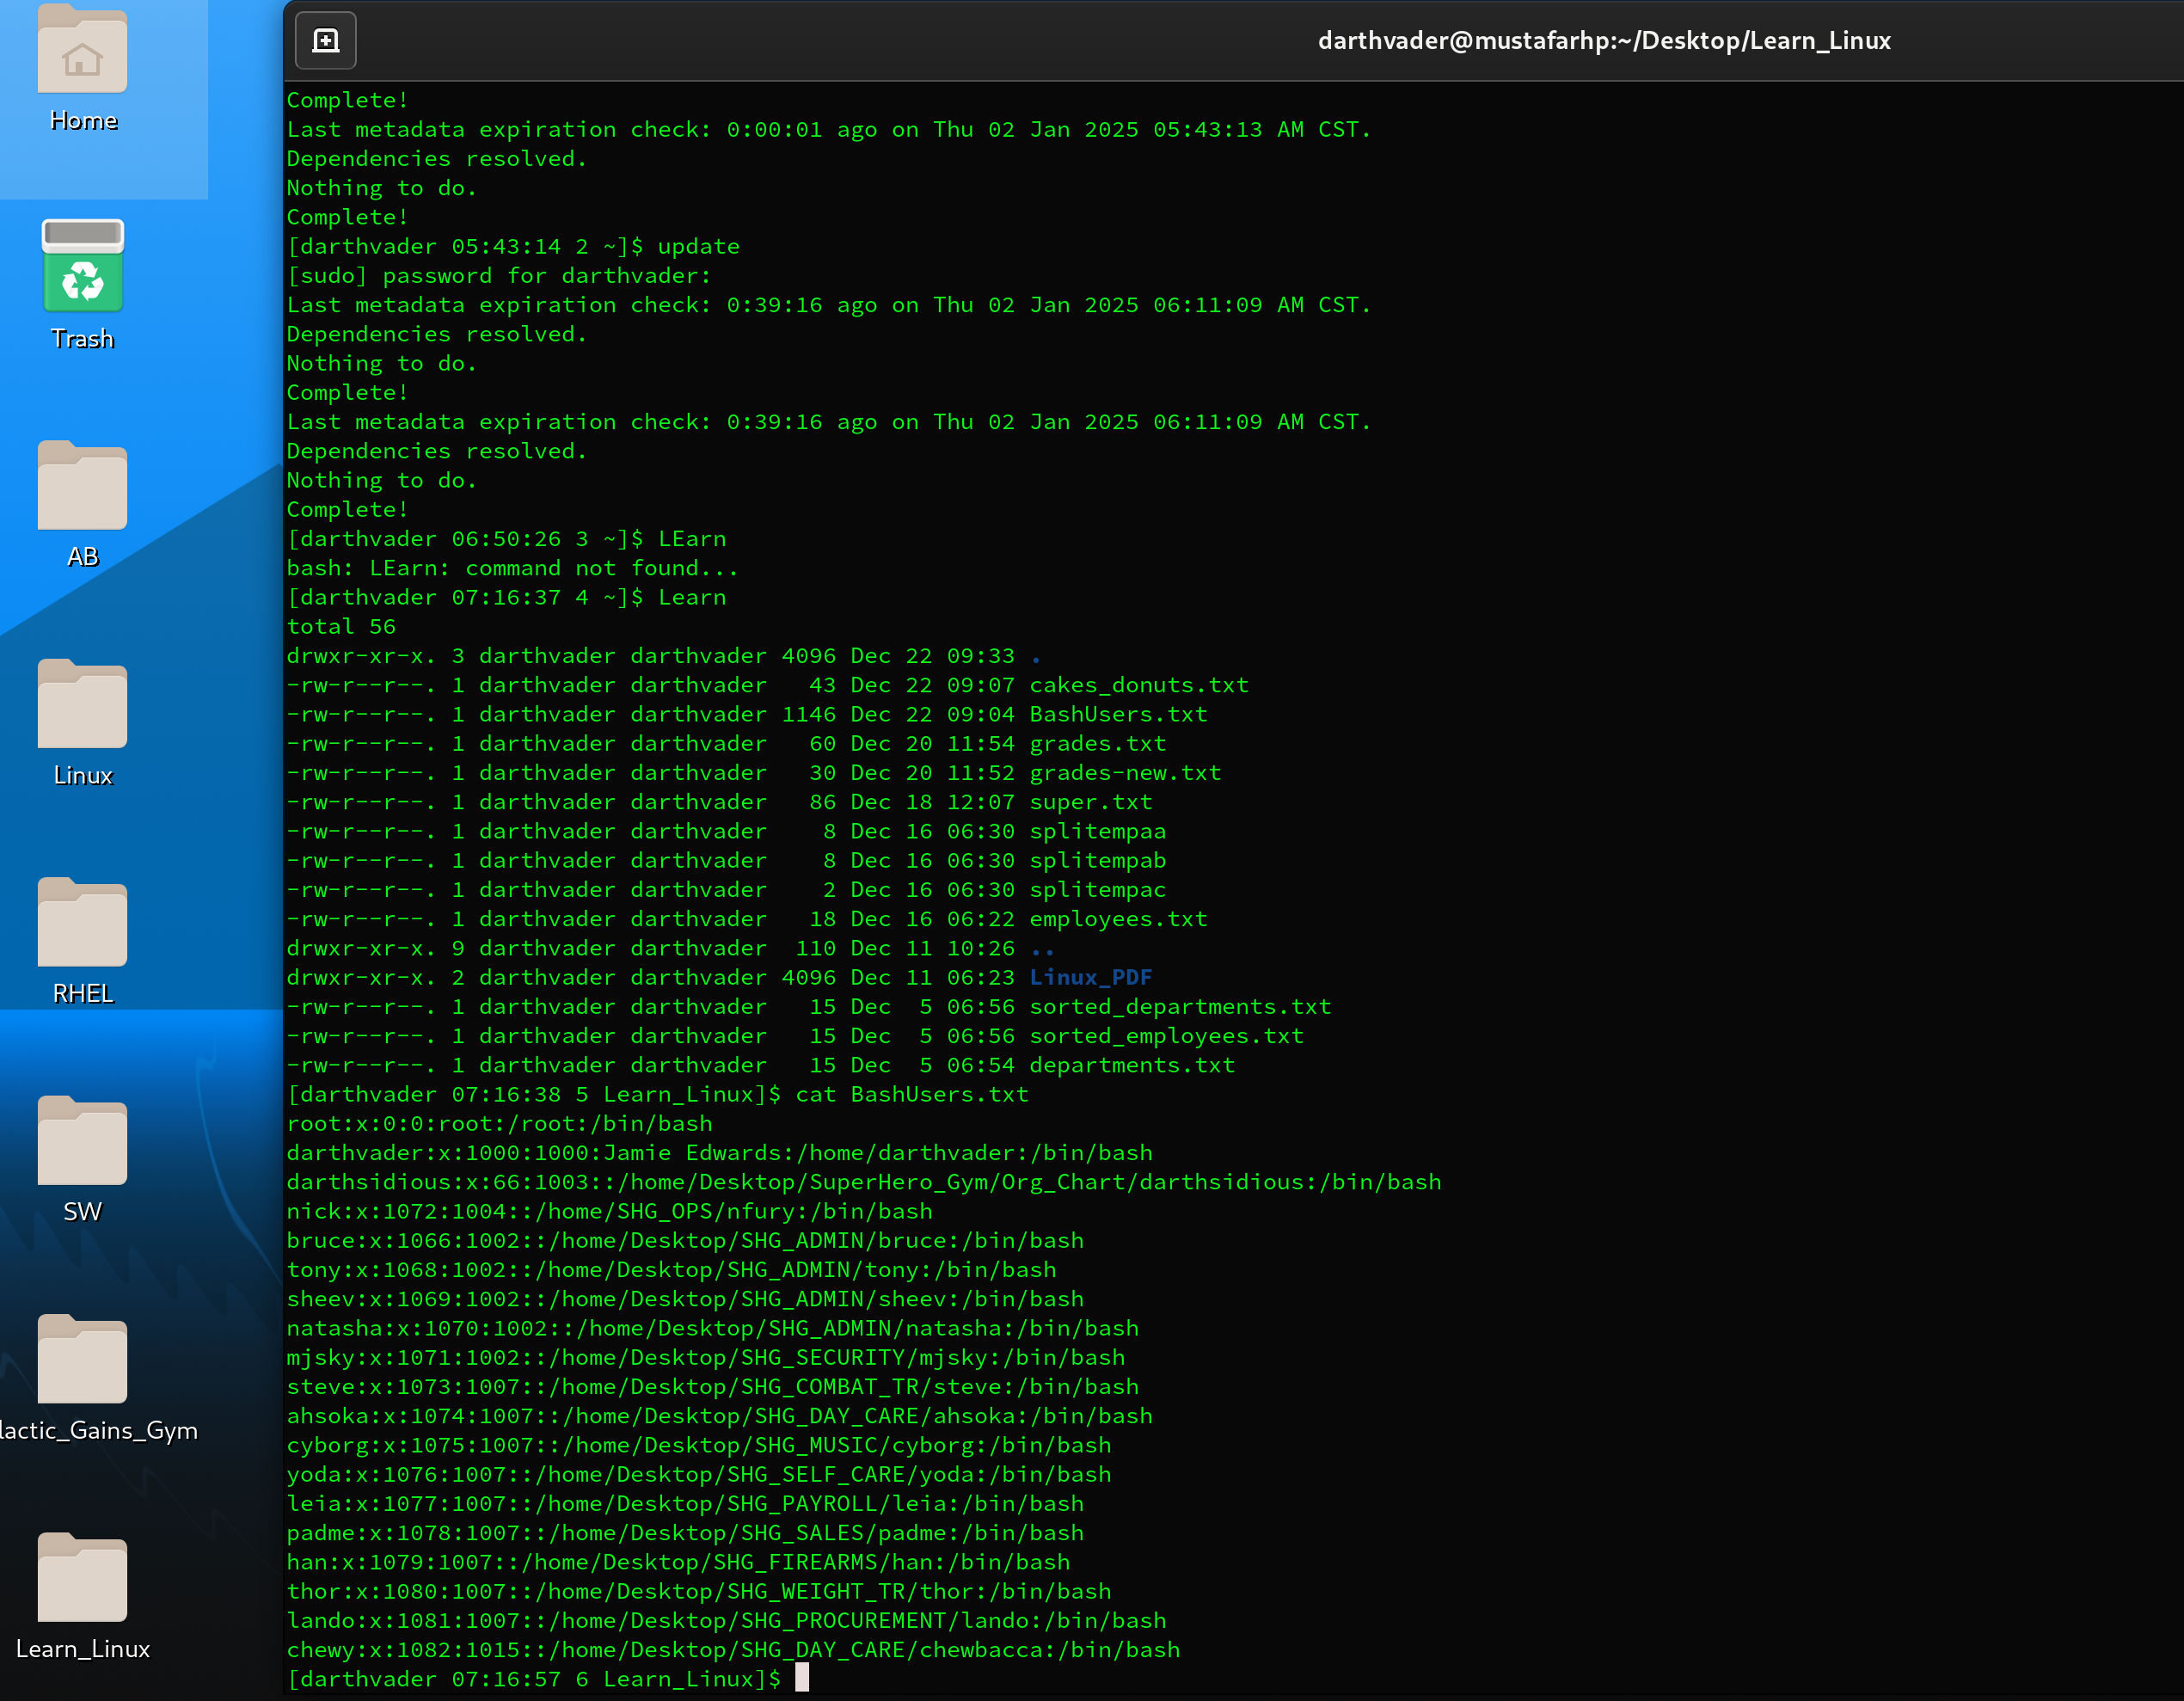 Home
Trash
AB
Linux
RHEL
SW
lactic_Gains_Gym
Learn_Linux
darthvader@mustafarhp:~/Desktop/Learn_Linux
Complete!
Last metadata expiration check: 0:00:01 ago on Thu 02 Jan 2025 05:43:13 AM CST.
Dependencies resolved.
Nothing to do.
Complete!
[darthvader 05:43:14 2 ~]$ update
[sudo] password for darthvader:
Last metadata expiration check: 0:39:16 ago on Thu 02 Jan 2025 06:11:09 AM CST.
Dependencies resolved.
Nothing to do.
Complete!
Last metadata expiration check: 0:39:16 ago on Thu 02 Jan 2025 06:11:09 AM CST.
Dependencies resolved.
Nothing to do.
Complete!
[darthvader 06:50:26 3 ~]$ LEarn
bash: LEarn: command not found...
[darthvader 07:16:37 4 ~]$ Learn
total 56
drwxr-xr-x. 3 darthvader darthvader 4096 Dec 22 09:33 .
-rw-r--r--. 1 darthvader darthvader   43 Dec 22 09:07 cakes_donuts.txt
-rw-r--r--. 1 darthvader darthvader 1146 Dec 22 09:04 BashUsers.txt
-rw-r--r--. 1 darthvader darthvader   60 Dec 20 11:54 grades.txt
-rw-r--r--. 1 darthvader darthvader   30 Dec 20 11:52 grades-new.txt
-rw-r--r--. 1 darthvader darthvader   86 Dec 18 12:07 super.txt
-rw-r--r--. 1 darthvader darthvader    8 Dec 16 06:30 splitempaa
-rw-r--r--. 1 darthvader darthvader    8 Dec 16 06:30 splitempab
-rw-r--r--. 1 darthvader darthvader    2 Dec 16 06:30 splitempac
-rw-r--r--. 1 darthvader darthvader   18 Dec 16 06:22 employees.txt
drwxr-xr-x. 9 darthvader darthvader  110 Dec 11 10:26 ..
drwxr-xr-x. 2 darthvader darthvader 4096 Dec 11 06:23 Linux_PDF
-rw-r--r--. 1 darthvader darthvader   15 Dec  5 06:56 sorted_departments.txt
-rw-r--r--. 1 darthvader darthvader   15 Dec  5 06:56 sorted_employees.txt
-rw-r--r--. 1 darthvader darthvader   15 Dec  5 06:54 departments.txt
[darthvader 07:16:38 5 Learn_Linux]$ cat BashUsers.txt
root:x:0:0:root:/root:/bin/bash
darthvader:x:1000:1000:Jamie Edwards:/home/darthvader:/bin/bash
darthsidious:x:66:1003::/home/Desktop/SuperHero_Gym/Org_Chart/darthsidious:/bin/bash
nick:x:1072:1004::/home/SHG_OPS/nfury:/bin/bash
bruce:x:1066:1002::/home/Desktop/SHG_ADMIN/bruce:/bin/bash
tony:x:1068:1002::/home/Desktop/SHG_ADMIN/tony:/bin/bash
sheev:x:1069:1002::/home/Desktop/SHG_ADMIN/sheev:/bin/bash
natasha:x:1070:1002::/home/Desktop/SHG_ADMIN/natasha:/bin/bash
mjsky:x:1071:1002::/home/Desktop/SHG_SECURITY/mjsky:/bin/bash
steve:x:1073:1007::/home/Desktop/SHG_COMBAT_TR/steve:/bin/bash
ahsoka:x:1074:1007::/home/Desktop/SHG_DAY_CARE/ahsoka:/bin/bash
cyborg:x:1075:1007::/home/Desktop/SHG_MUSIC/cyborg:/bin/bash
yoda:x:1076:1007::/home/Desktop/SHG_SELF_CARE/yoda:/bin/bash
leia:x:1077:1007::/home/Desktop/SHG_PAYROLL/leia:/bin/bash
padme:x:1078:1007::/home/Desktop/SHG_SALES/padme:/bin/bash
han:x:1079:1007::/home/Desktop/SHG_FIREARMS/han:/bin/bash
thor:x:1080:1007::/home/Desktop/SHG_WEIGHT_TR/thor:/bin/bash
lando:x:1081:1007::/home/Desktop/SHG_PROCUREMENT/lando:/bin/bash
chewy:x:1082:1015::/home/Desktop/SHG_DAY_CARE/chewbacca:/bin/bash
[darthvader 07:16:57 6 Learn_Linux]$